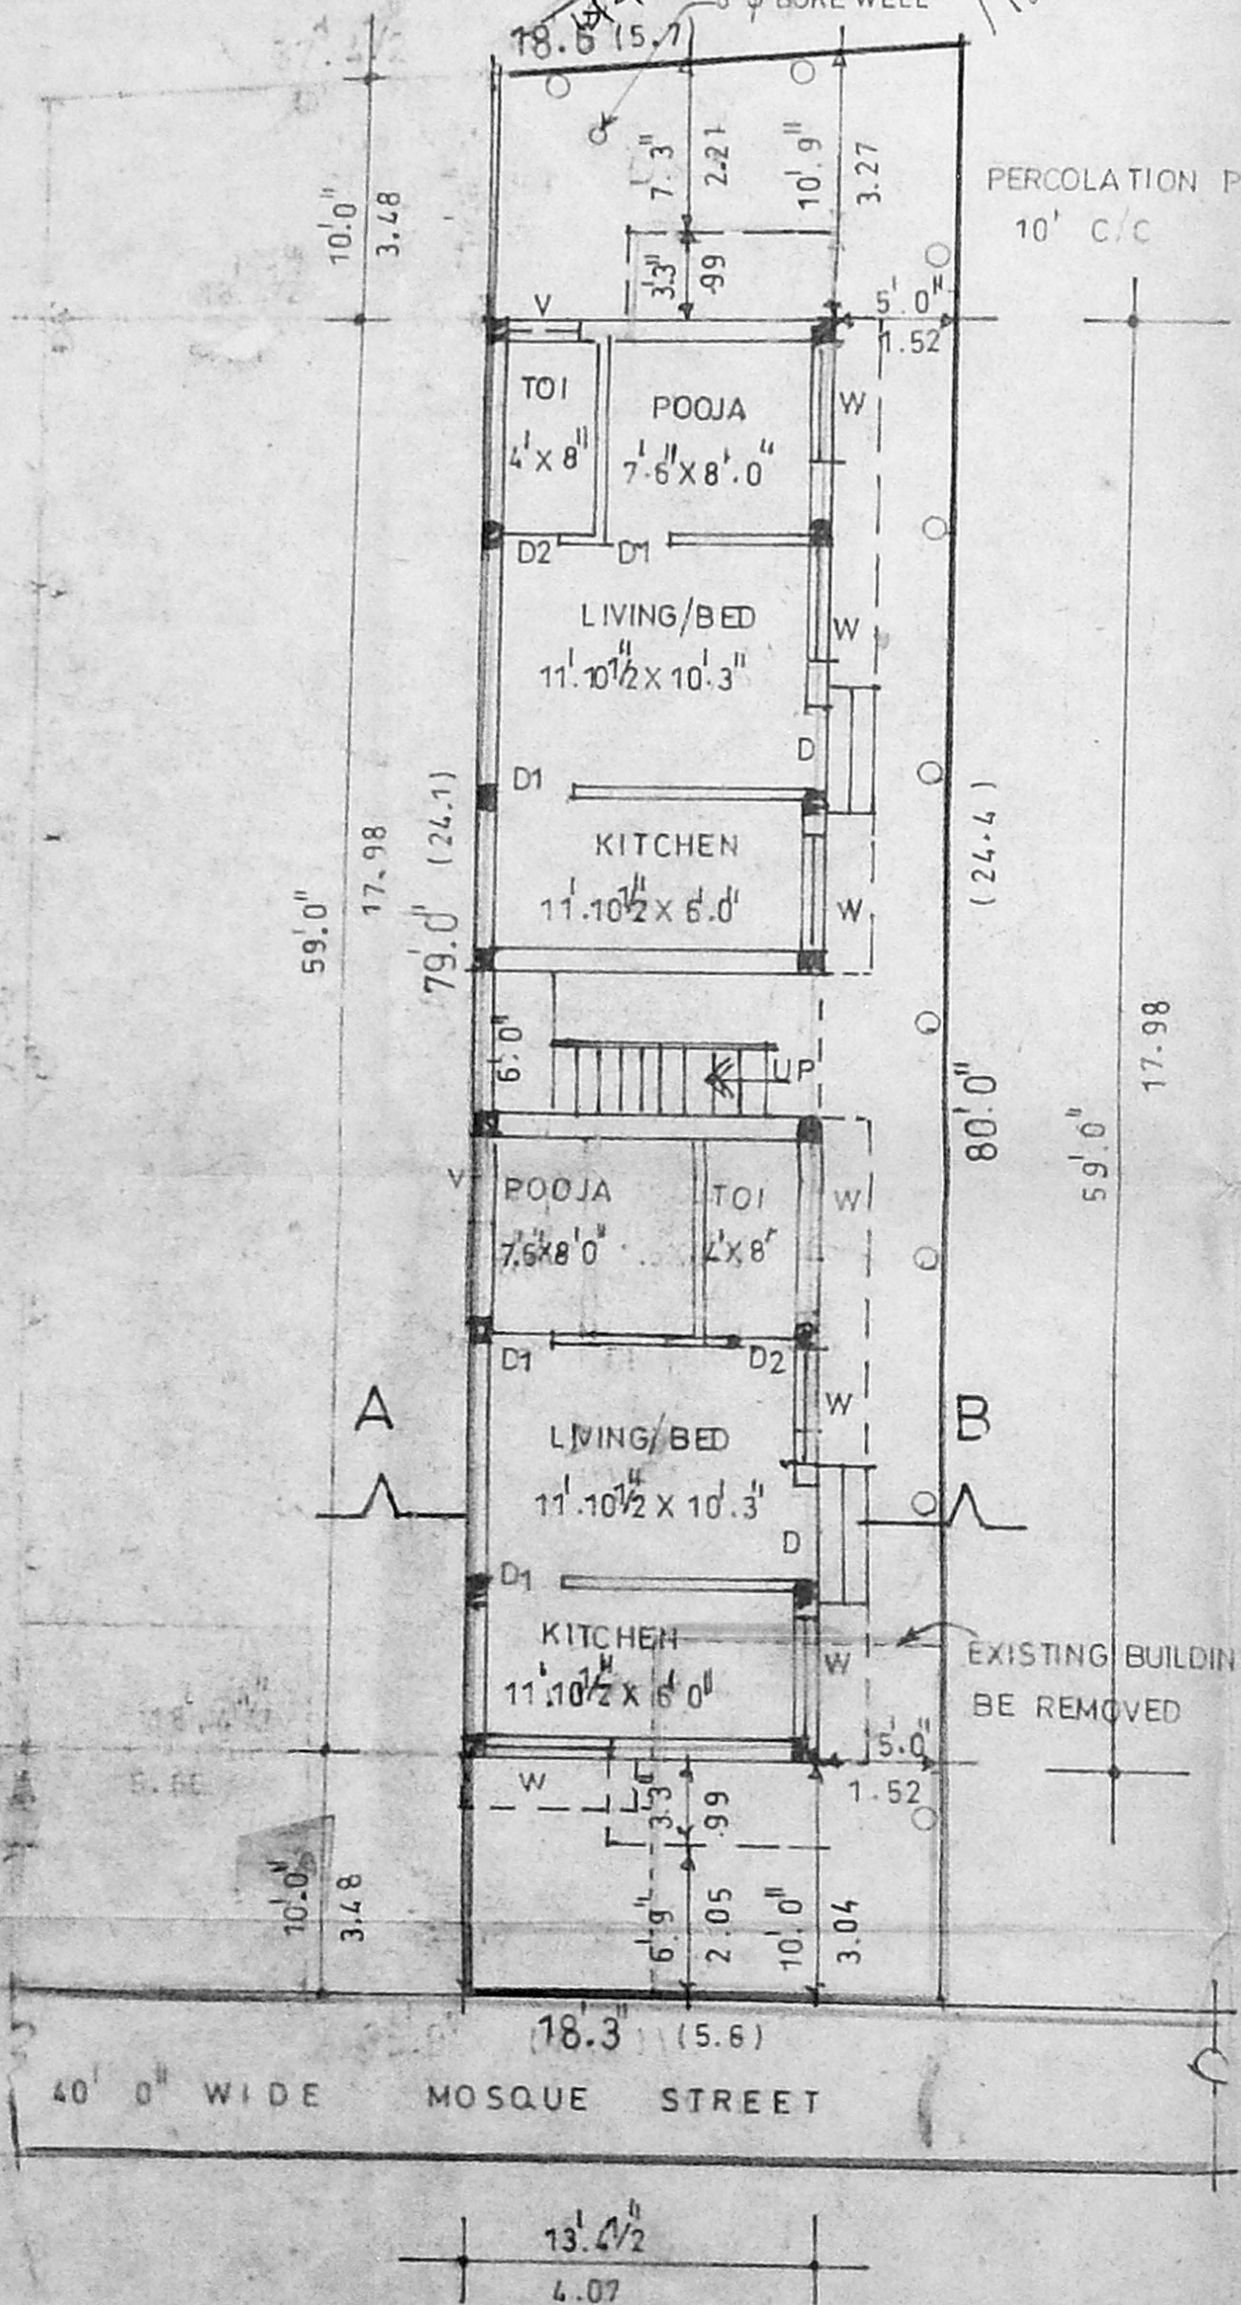 BORE WELL
18.6" (5.7)
10'.0"
3.48
7'.3"
2.21
10'.9"
3.27
PERCOLATION P
10' C/C
3'.3"
.99
5'.0"
1.52
V
TOI
4' X 8"
POOJA
7'.6" X 8'.0"
W
D2
D1
LIVING/BED
11'.10½" X 10'.3"
W
D
D1
KITCHEN
11'.10½" X 6'.0"
W
59'.0"
17.98
79'.0" (24.1)
(24.4)
80'.0"
59'.0"
17.98
6'.0"
UP
V
POOJA
7'.6" X 8'0"
TOI
4' X 8'
W
D1
D2
A
B
W
LIVING/BED
11'.10½" X 10'.3"
D
D1
KITCHEN
11'.10½" X 6'0"
W
EXISTING BUILDIN
BE REMOVED
5'.0"
1.52
W
3'.3"
.99
10'.0"
3.48
6'.9"
2.05
10'.0"
3.04
18'.3" (5.6)
40' 0" WIDE MOSQUE STREET
13'.4½"
4.07